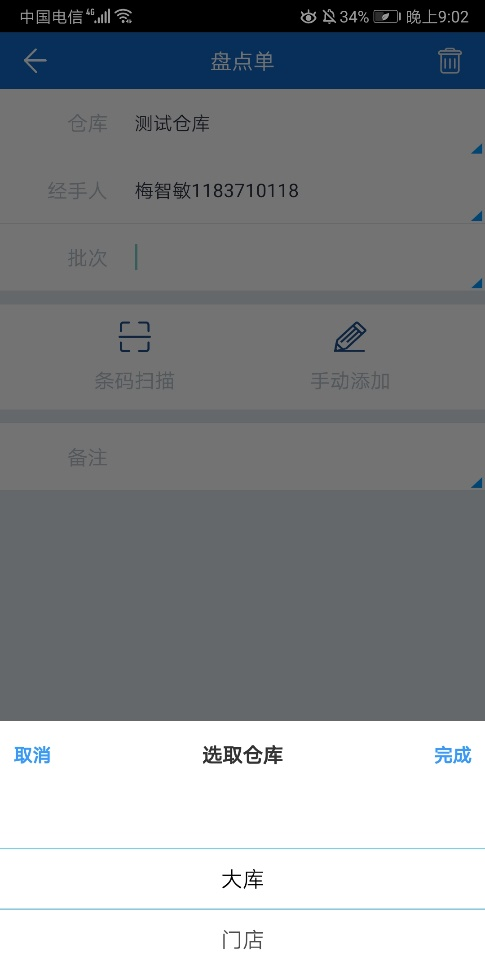 中国电信 4G 34% 晚上9:02
盘点单
仓库 测试仓库
经手人 梅智敏1183710118
批次
条码扫描 手动添加
备注
取消 选取仓库 完成
大库
门店